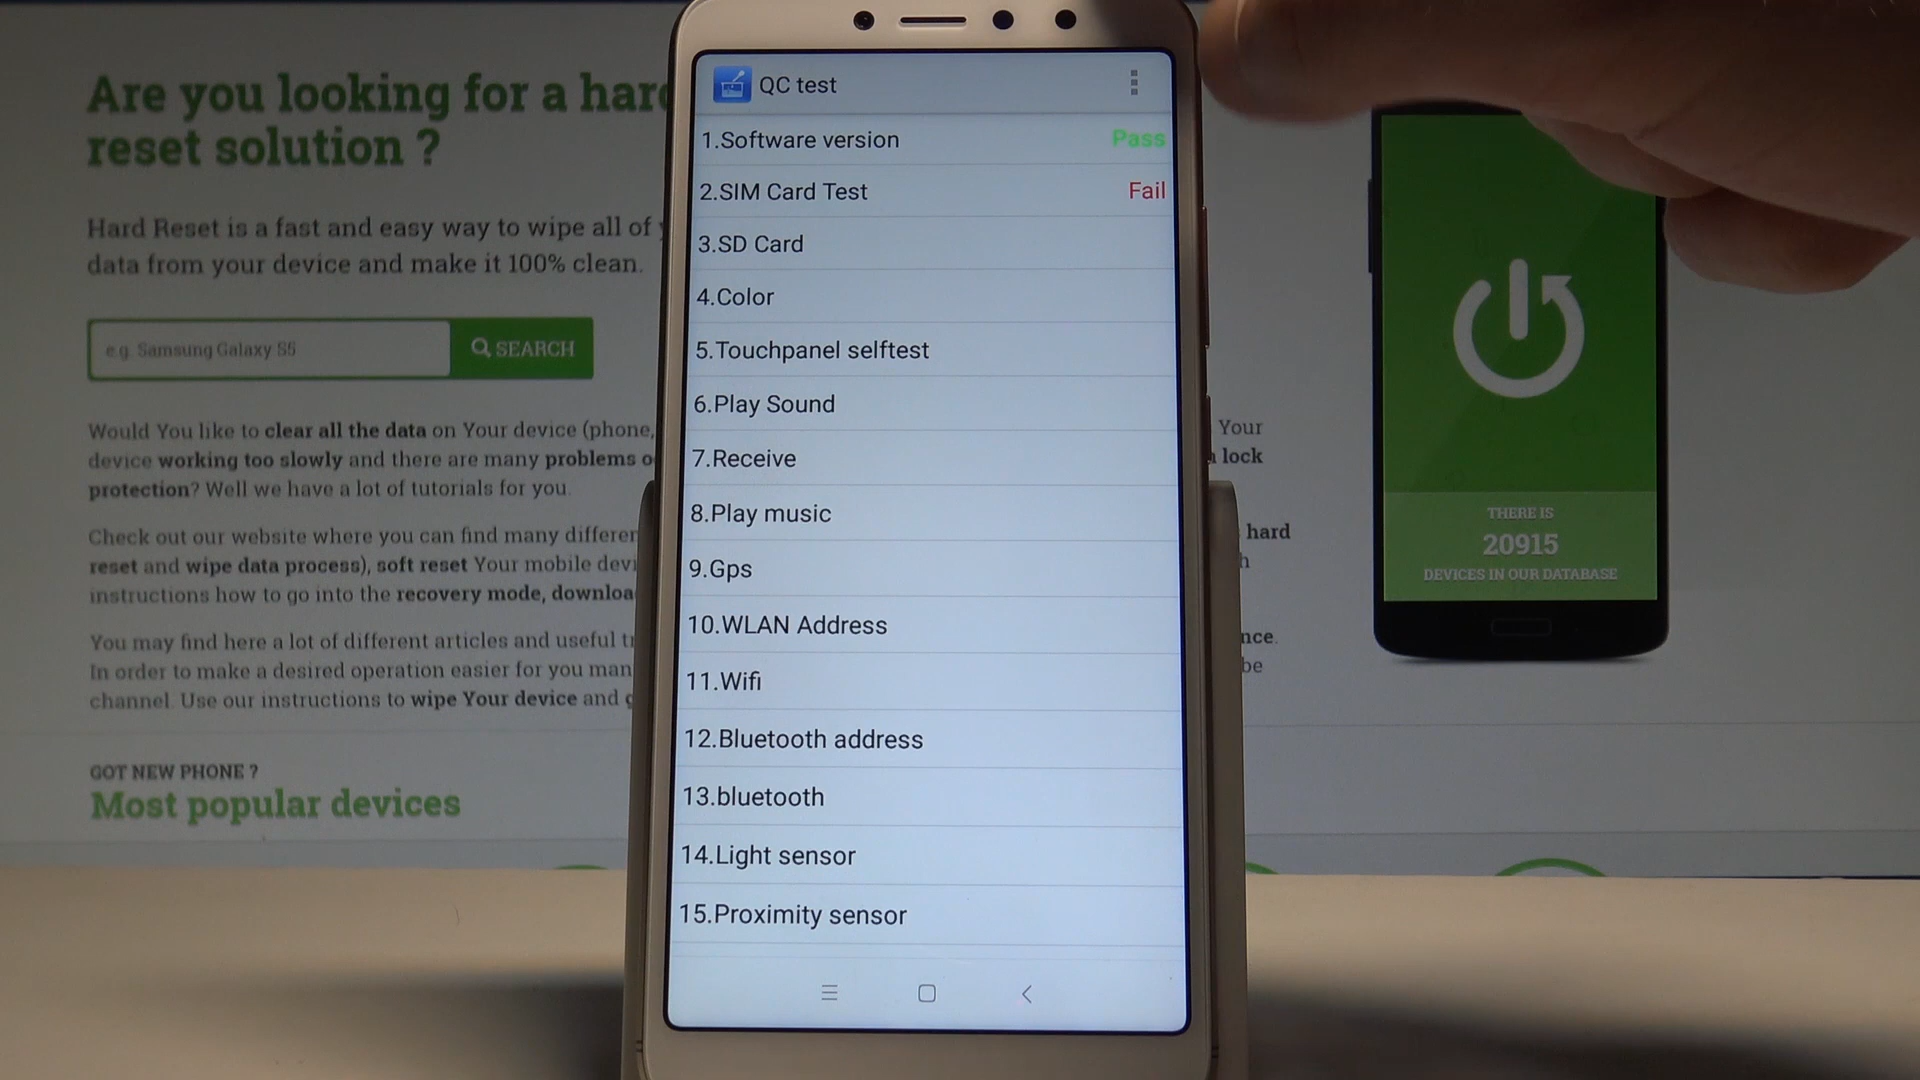 Are you looking for a hard
reset solution ?
Hard Reset is a fast and easy way to wipe all of
data from your device and make it 100% clean.
e.g. Samsung Galaxy S5
SEARCH
Would You like to clear all the data on Your device (phone,
device working too slowly and there are many problems
protection? Well we have a lot of tutorials for you.
Check out our website where you can find many
reset and wipe data process), soft reset Your mobile
instructions how to go into the recovery mode,
You may find here a lot of different articles and useful
In order to make a desired operation easier for you
channel. Use our instructions to wipe Your device and
GOT NEW PHONE ?
Most popular devices
QC test
1.Software version Pass
2.SIM Card Test Fail
3.SD Card
4.Color
5.Touchpanel selftest
6.Play Sound
7.Receive
8.Play music
9.Gps
10.WLAN Address
11.Wifi
12.Bluetooth address
13.bluetooth
14.Light sensor
15.Proximity sensor
Your
lock
hard
be
THERE IS
20915
DEVICES IN OUR DATABASE